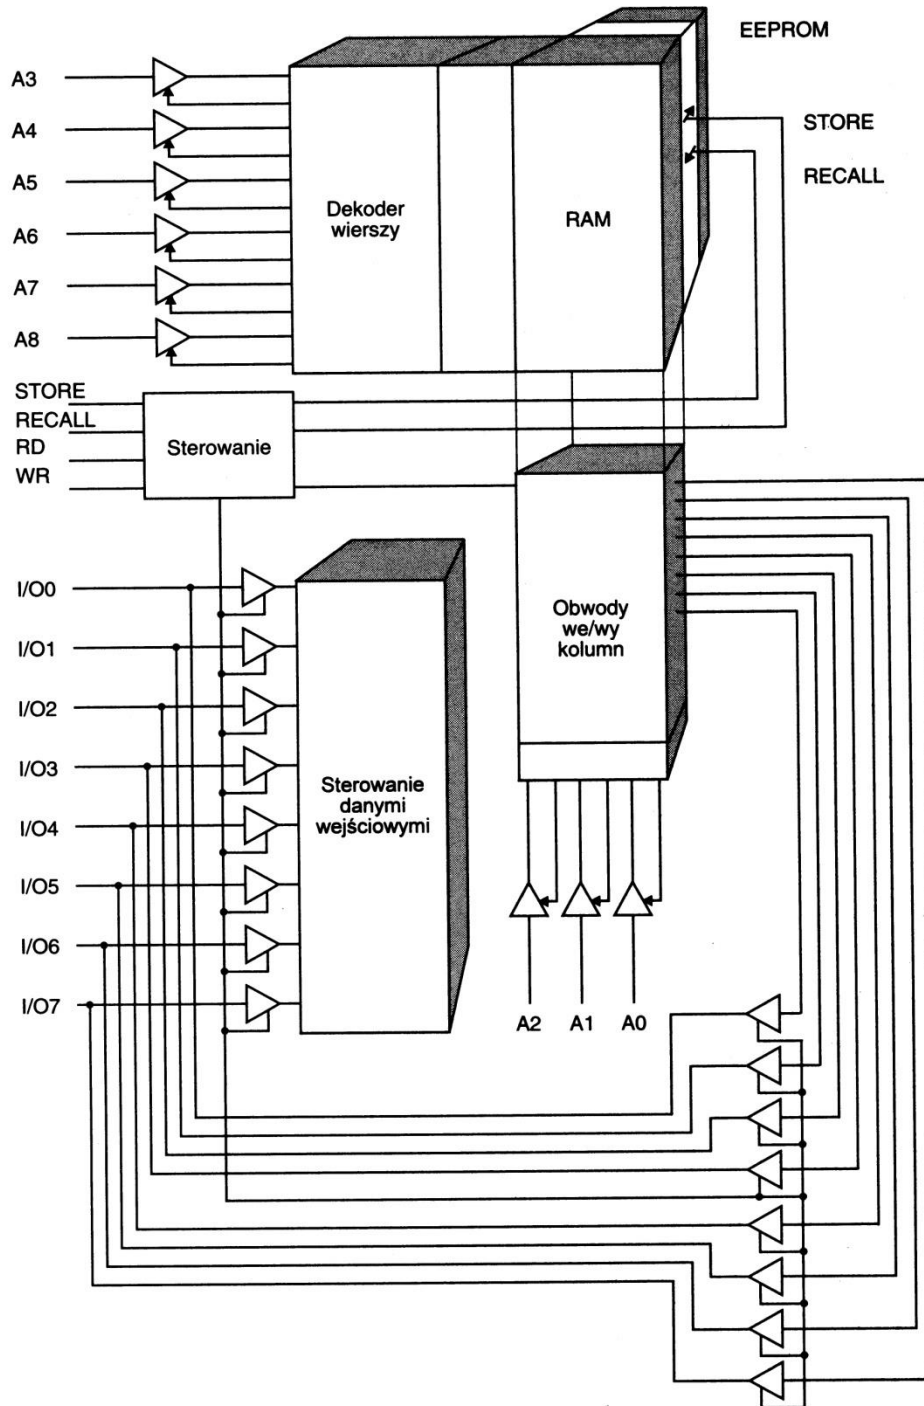 EEPROM
A3
STORE
A4
RECALL
A5
Dekoder
wierszy
RAM
A6
A7
A8
STORE
RECALL
RD
WR
Sterowanie
I/O0
I/O1
I/O2
I/O3
I/O4
I/O5
I/O6
I/O7
Sterowanie
danymi
wejściowymi
Obwody
we/wy
kolumn
A2 A1 A0